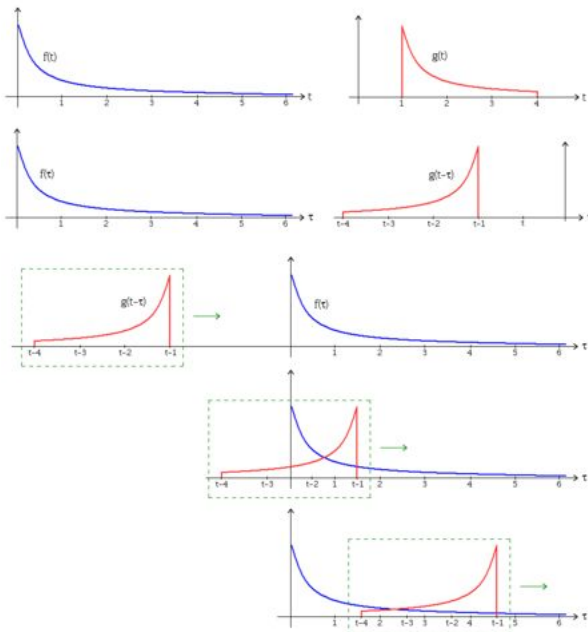 f(t)
g(t)
1 2 3 4 5 6 t
1 2 3 4 t
f(τ)
g(t-τ)
1 2 3 4 5 6 τ
t-4 t-3 t-2 t-1 t
g(t-τ)
f(τ)
t-4 t-3 t-2 t-1
1 2 3 4 5 6 τ
t-4 t-3 t-2 1 t-1 2 3 4 5 6 τ
1 t-4 2 t-3 3 t-2 4 t-1 5 6 τ